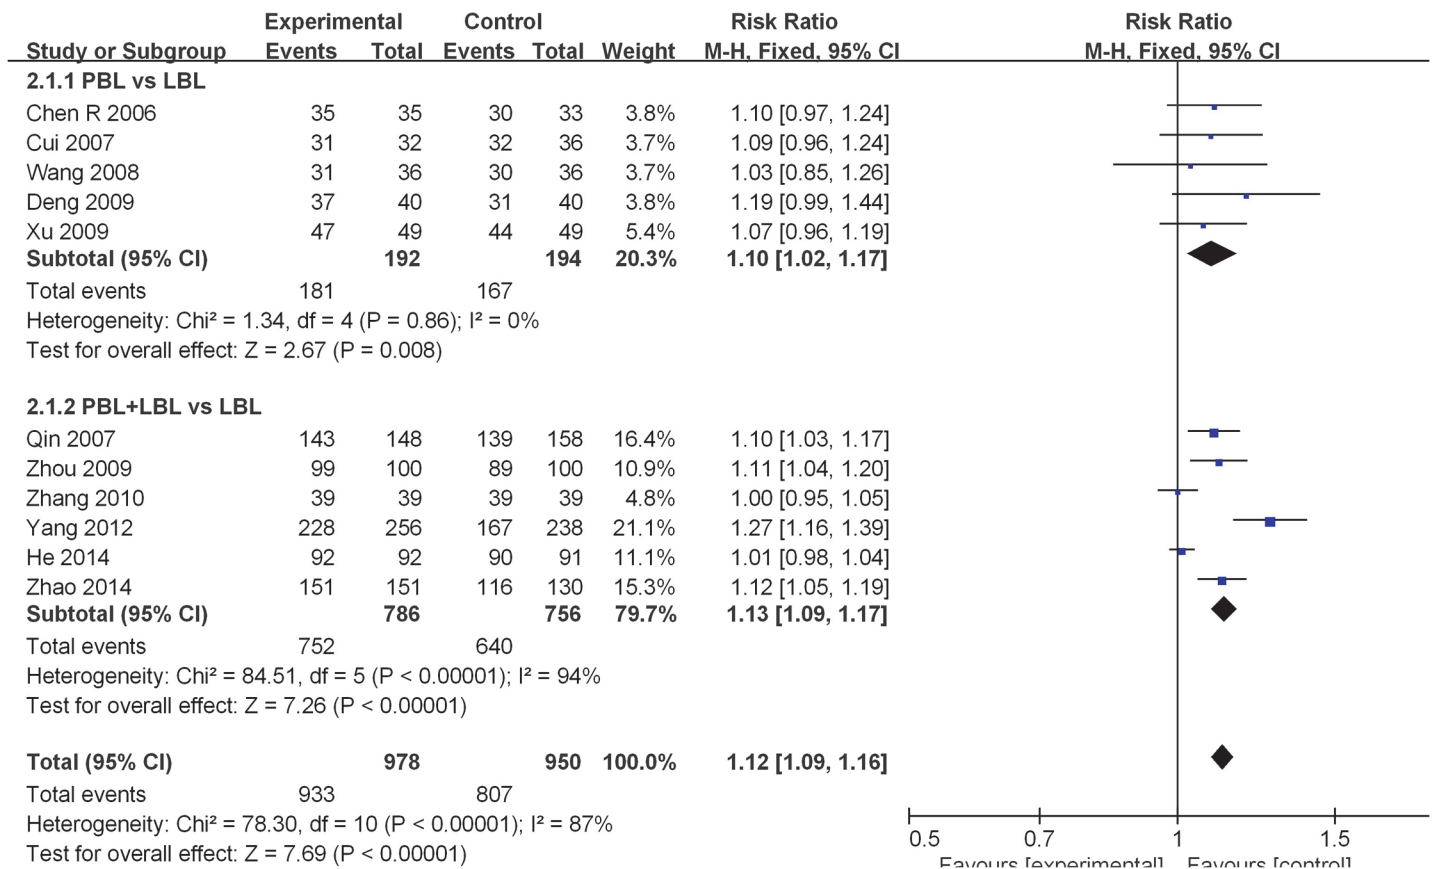 Experimental Control Risk Ratio Risk Ratio
Study or Subgroup Events Total Events Total Weight M-H, Fixed, 95% CI M-H, Fixed, 95% CI
2.1.1 PBL vs LBL
Chen R 2006 35 35 30 33 3.8% 1.10 [0.97, 1.24]
Cui 2007 31 32 32 36 3.7% 1.09 [0.96, 1.24]
Wang 2008 31 36 30 36 3.7% 1.03 [0.85, 1.26]
Deng 2009 37 40 31 40 3.8% 1.19 [0.99, 1.44]
Xu 2009 47 49 44 49 5.4% 1.07 [0.96, 1.19]
Subtotal (95% CI) 192 194 20.3% 1.10 [1.02, 1.17]
Total events 181 167
Heterogeneity: Chi² = 1.34, df = 4 (P = 0.86); I² = 0%
Test for overall effect: Z = 2.67 (P = 0.008)
2.1.2 PBL+LBL vs LBL
Qin 2007 143 148 139 158 16.4% 1.10 [1.03, 1.17]
Zhou 2009 99 100 89 100 10.9% 1.11 [1.04, 1.20]
Zhang 2010 39 39 39 39 4.8% 1.00 [0.95, 1.05]
Yang 2012 228 256 167 238 21.1% 1.27 [1.16, 1.39]
He 2014 92 92 90 91 11.1% 1.01 [0.98, 1.04]
Zhao 2014 151 151 116 130 15.3% 1.12 [1.05, 1.19]
Subtotal (95% CI) 786 756 79.7% 1.13 [1.09, 1.17]
Total events 752 640
Heterogeneity: Chi² = 84.51, df = 5 (P < 0.00001); I² = 94%
Test for overall effect: Z = 7.26 (P < 0.00001)
Total (95% CI) 978 950 100.0% 1.12 [1.09, 1.16]
Total events 933 807
Heterogeneity: Chi² = 78.30, df = 10 (P < 0.00001); I² = 87%
Test for overall effect: Z = 7.69 (P < 0.00001)
0.5 0.7 1 1.5
Favours [experimental] Favours [control]